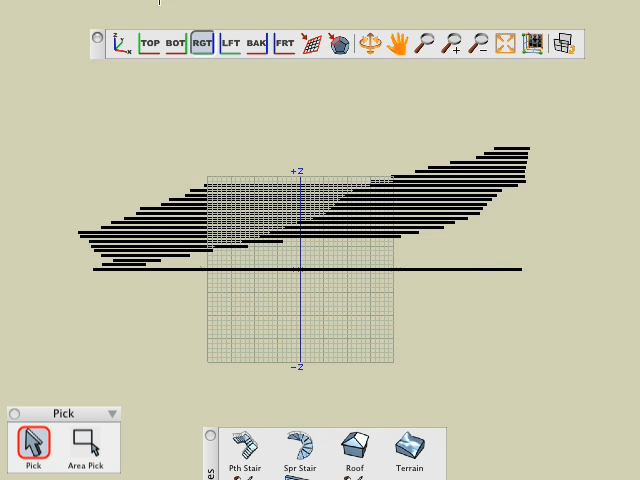 z
x
TOP BOT RGT LFT BAK FRT
+Z
-Z
Pick
Pick Area Pick
Pth Stair Spr Stair Roof Terrain